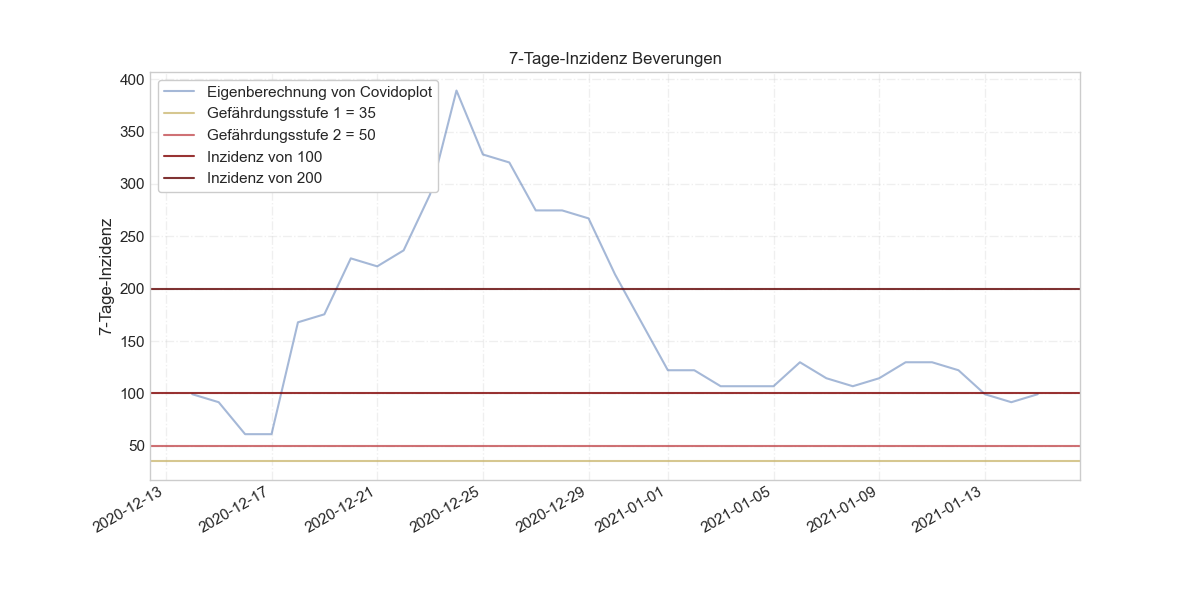 7-Tage-Inzidenz Beverungen
400
350
300
250
200
150
100
50
7-Tage-Inzidenz
Eigenberechnung von Covidoplot
Gefährdungsstufe 1 = 35
Gefährdungsstufe 2 = 50
Inzidenz von 100
Inzidenz von 200
2020-12-13
2020-12-17
2020-12-21
2020-12-25
2020-12-29
2021-01-01
2021-01-05
2021-01-09
2021-01-13